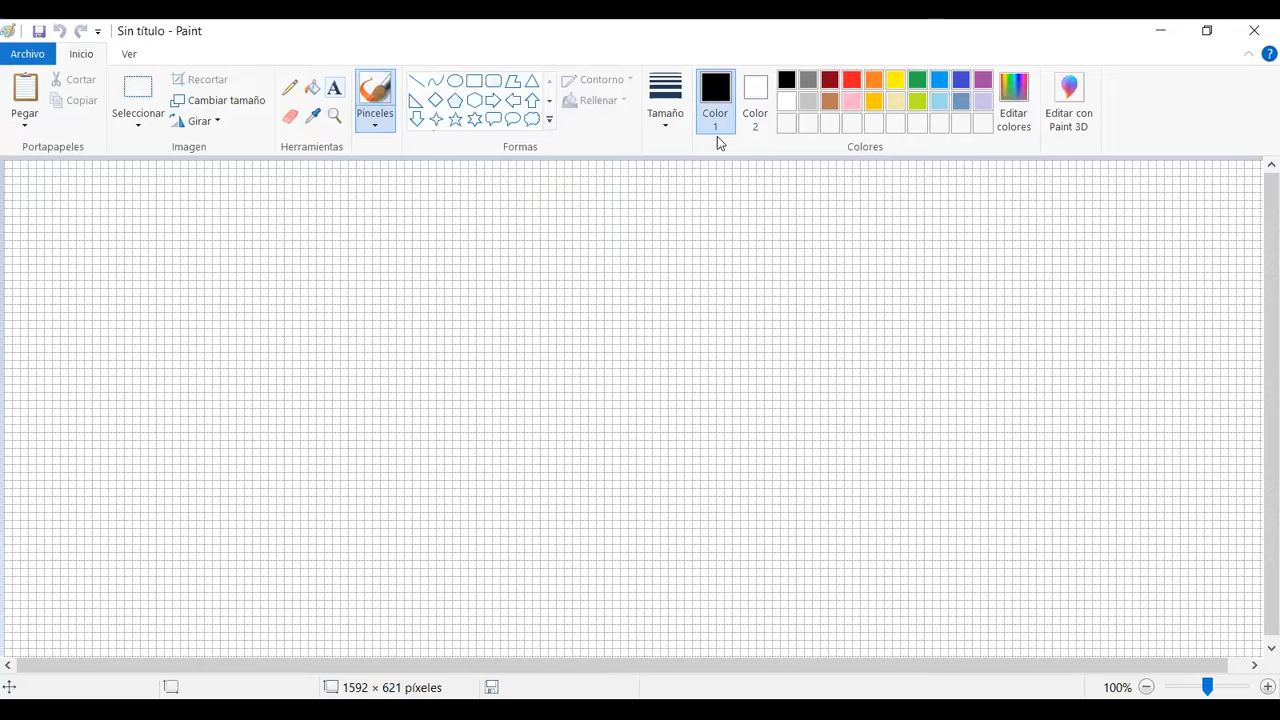 Sin título - Paint
Archivo Inicio Ver
Pegar
Cortar
Copiar
Portapapeles
Seleccionar
Recortar
Cambiar tamaño
Girar
Imagen
A
Herramientas
Pinceles
Contorno
Rellenar
Formas
Tamaño
Color
1
Color
2
Editar
colores
Colores
Editar con
Paint 3D
?
1592 × 621 píxeles
100%